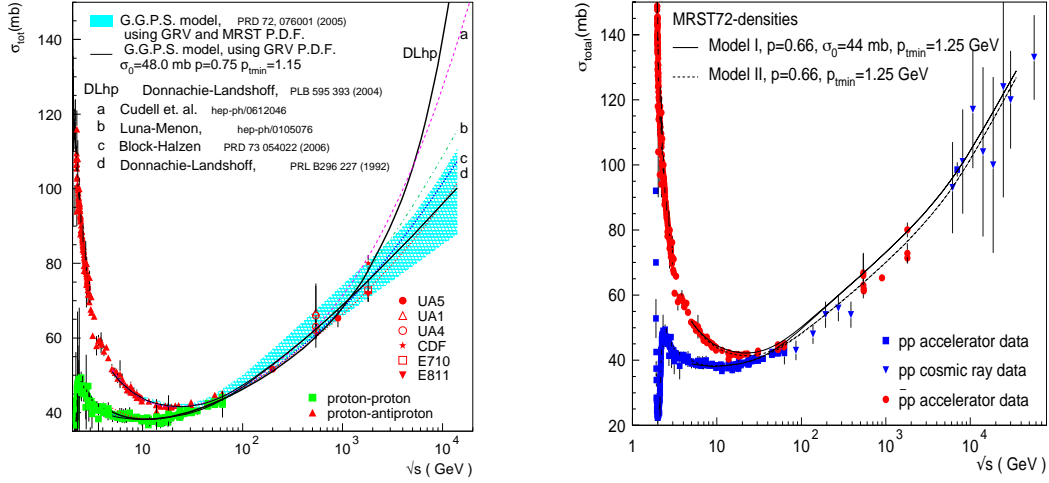 σtot(mb)
G.G.P.S. model, PRD 72, 076001 (2005)
using GRV and MRST P.D.F.
G.G.P.S. model, using GRV P.D.F.
σ0=48.0 mb p=0.75 ptmin=1.15
DLhp Donnachie-Landshoff, PLB 595 393 (2004)
a Cudell et. al. hep-ph/0612046
b Luna-Menon, hep-ph/0105076
c Block-Halzen PRD 73 054022 (2006)
d Donnachie-Landshoff, PRL B296 227 (1992)
DLhp
a
b
c
d
UA5
UA1
UA4
CDF
E710
E811
proton-proton
proton-antiproton
140
120
100
80
60
40
10 10² 10³ 10⁴
√s ( GeV )
σtotal(mb)
MRST72-densities
Model I, p=0.66, σ0=44 mb, ptmin=1.25 GeV
Model II, p=0.66, ptmin=1.25 GeV
pp accelerator data
pp cosmic ray data
p̄p accelerator data
140
120
100
80
60
40
20
1 10 10² 10³ 10⁴
√s ( GeV )